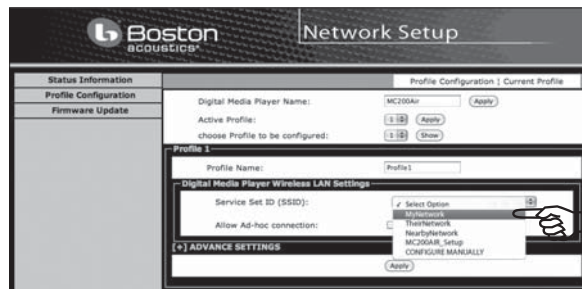 Boston
acoustics®
Network Setup
Status Information
Profile Configuration
Firmware Update
Profile Configuration ¦ Current Profile
Digital Media Player Name:
MC200Air
Apply
Active Profile:
1
Apply
choose Profile to be configured:
1
Show
Profile 1
Profile Name:
Profile1
Digital Media Player Wireless LAN Settings
Service Set ID (SSID):
✓ Select Option
MyNetwork
TheirNetwork
NearbyNetwork
MC200AIR_Setup
CONFIGURE MANUALLY
Allow Ad-hoc connection:
[+] ADVANCE SETTINGS
Apply